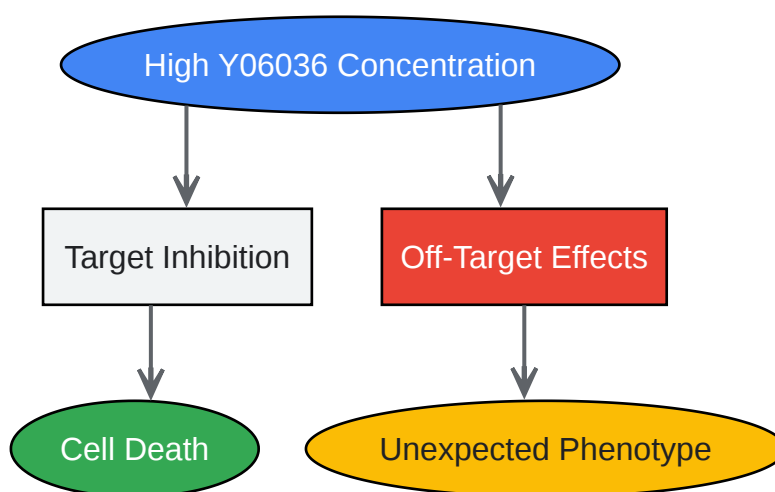 High Y06036 Concentration
Target Inhibition
Off-Target Effects
Cell Death
Unexpected Phenotype